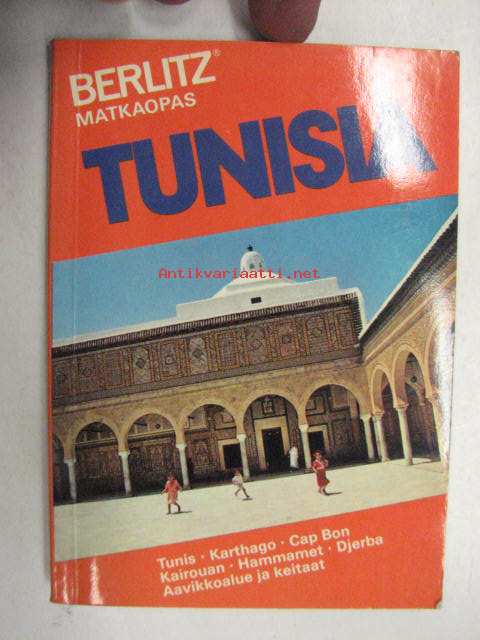 BERLITZ®
MATKAOPAS
TUNISIA
Antikvariaatti.net
Tunis · Karthago · Cap Bon
Kairouan · Hammamet · Djerba
Aavikkoalue ja keitaat